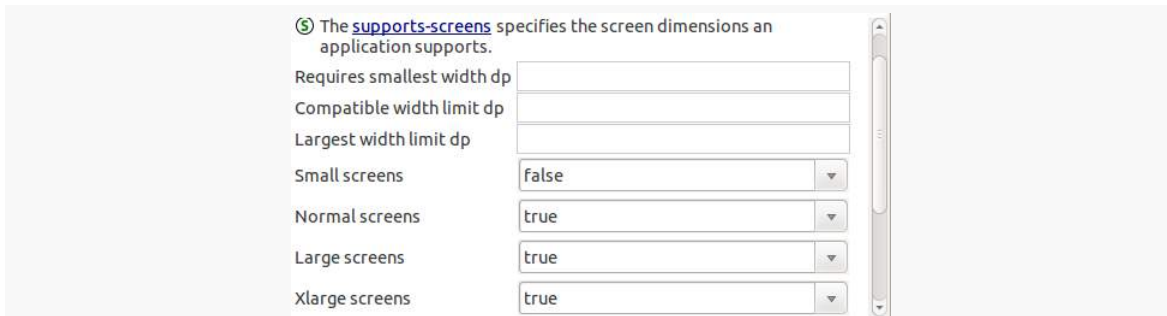 S The supports-screens specifies the screen dimensions an
application supports.
Requires smallest width dp
Compatible width limit dp
Largest width limit dp
Small screens false
Normal screens true
Large screens true
Xlarge screens true